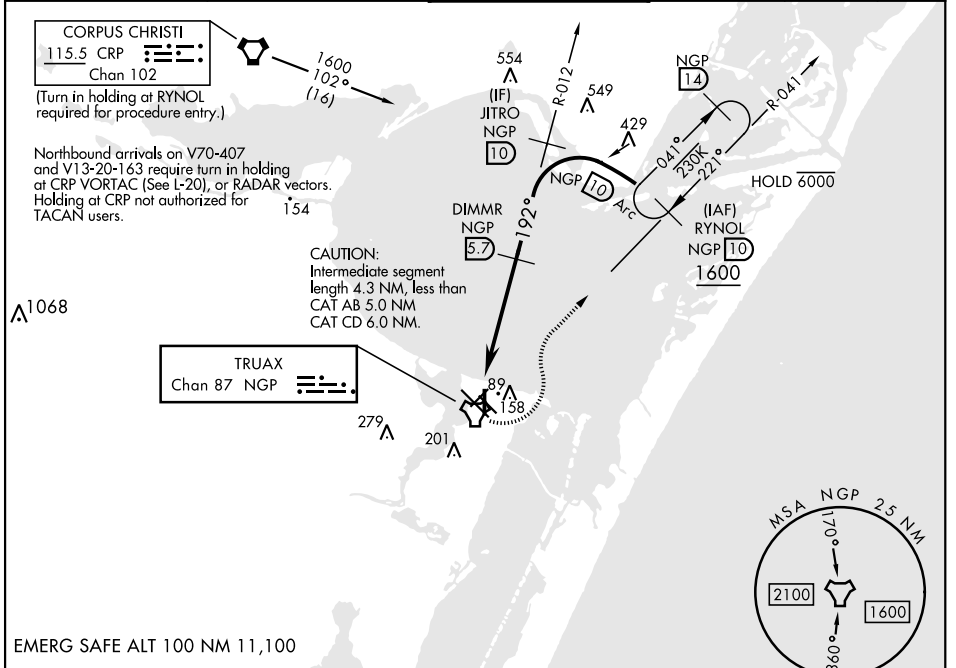 CORPUS CHRISTI
115.5 CRP
Chan 102
(Turn in holding at RYNOL
required for procedure entry.)
1600
102°
(16)
Northbound arrivals on V70-407
and V13-20-163 require turn in holding
at CRP VORTAC (See L-20), or RADAR vectors.
Holding at CRP not authorized for
TACAN users.
154
554
(IF)
JITRO
NGP
10
R-012
549
429
NGP
14
R-041
041°
230K
221°
HOLD 6000
NGP 10 Arc
(IAF)
RYNOL
NGP 10
1600
DIMMR
NGP
5.7
192°
CAUTION:
Intermediate segment
length 4.3 NM, less than
CAT AB 5.0 NM
CAT CD 6.0 NM.
1068
TRUAX
Chan 87 NGP
89
158
279
201
MSA NGP 25 NM
170°
2100
1600
EMERG SAFE ALT 100 NM 11,100